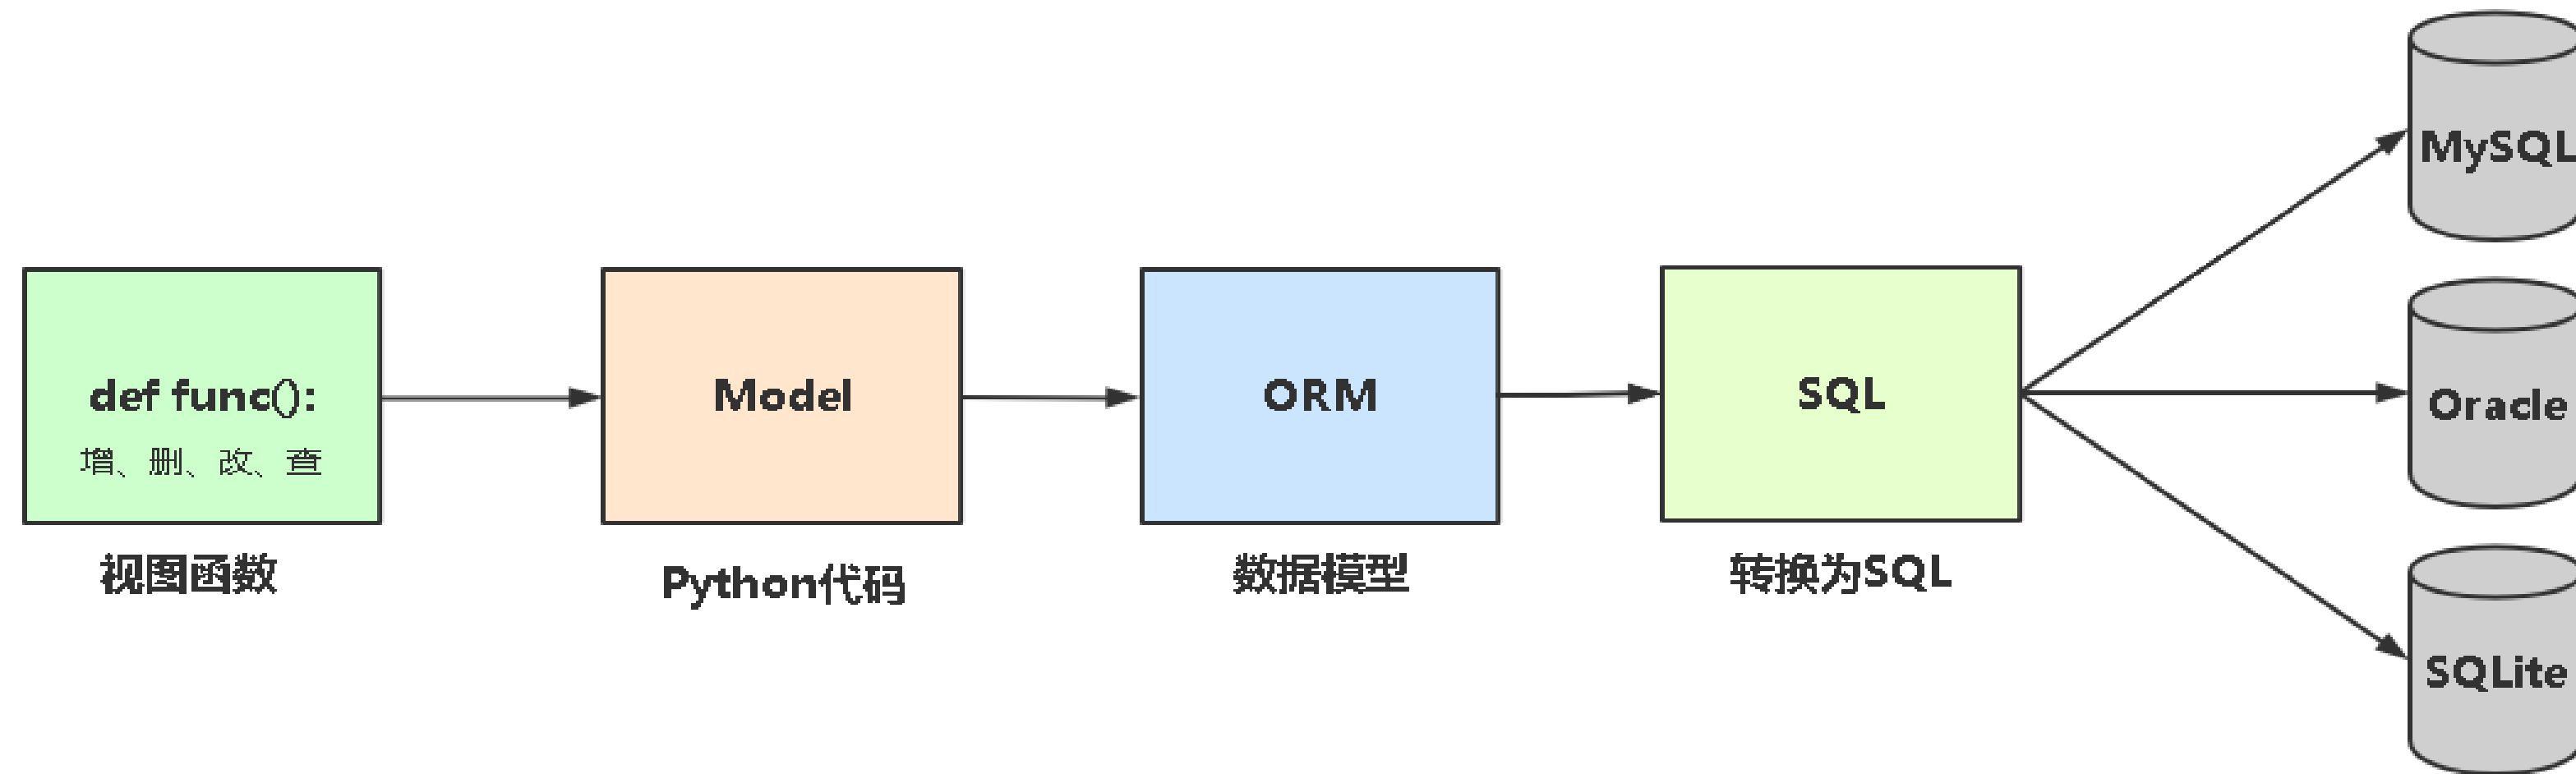 def func():
增、删、改、查
视图函数
Model
Python代码
ORM
数据模型
SQL
转换为SQL
MySQL
Oracle
SQLite